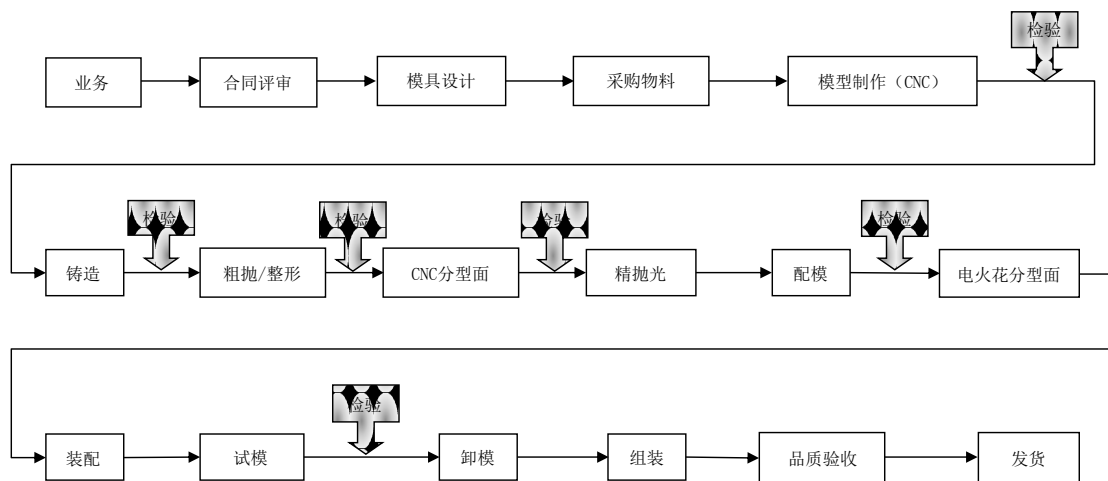 检验
业务
合同评审
模具设计
采购物料
模型制作（CNC）
检验
检验
检验
检验
铸造
粗抛/整形
CNC分型面
精抛光
配模
电火花分型面
检验
装配
试模
卸模
组装
品质验收
发货